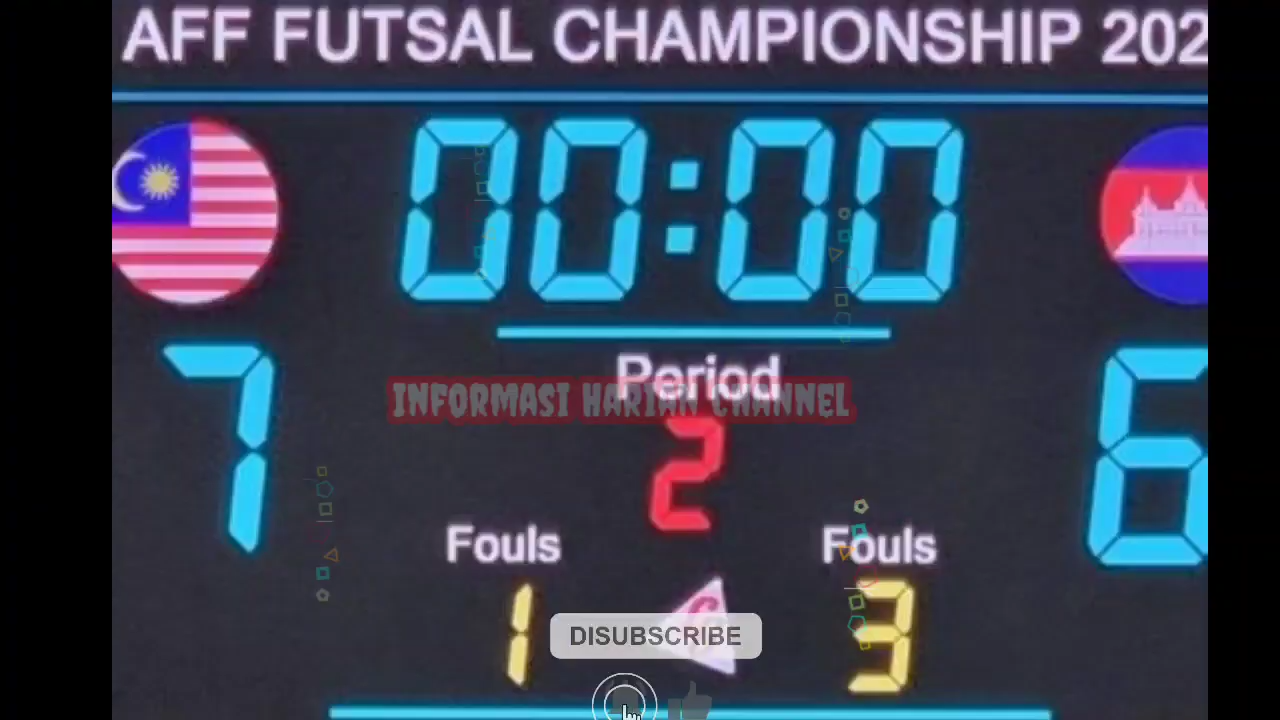 AFF FUTSAL CHAMPIONSHIP 202
00:00
Period
INFORMASI HARIAN CHANNEL
7
2
6
Fouls
Fouls
1
3
DISUBSCRIBE